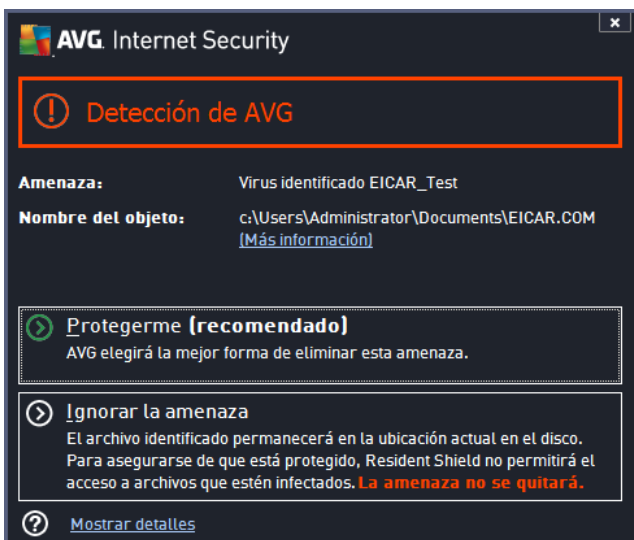 AVG. Internet Security
Detección de AVG
Amenaza: Virus identificado EICAR_Test
Nombre del objeto: c:\Users\Administrator\Documents\EICAR.COM
(Más información)
Protegerme (recomendado)
AVG elegirá la mejor forma de eliminar esta amenaza.
Ignorar la amenaza
El archivo identificado permanecerá en la ubicación actual en el disco.
Para asegurarse de que está protegido, Resident Shield no permitirá el
acceso a archivos que estén infectados. La amenaza no se quitará.
Mostrar detalles